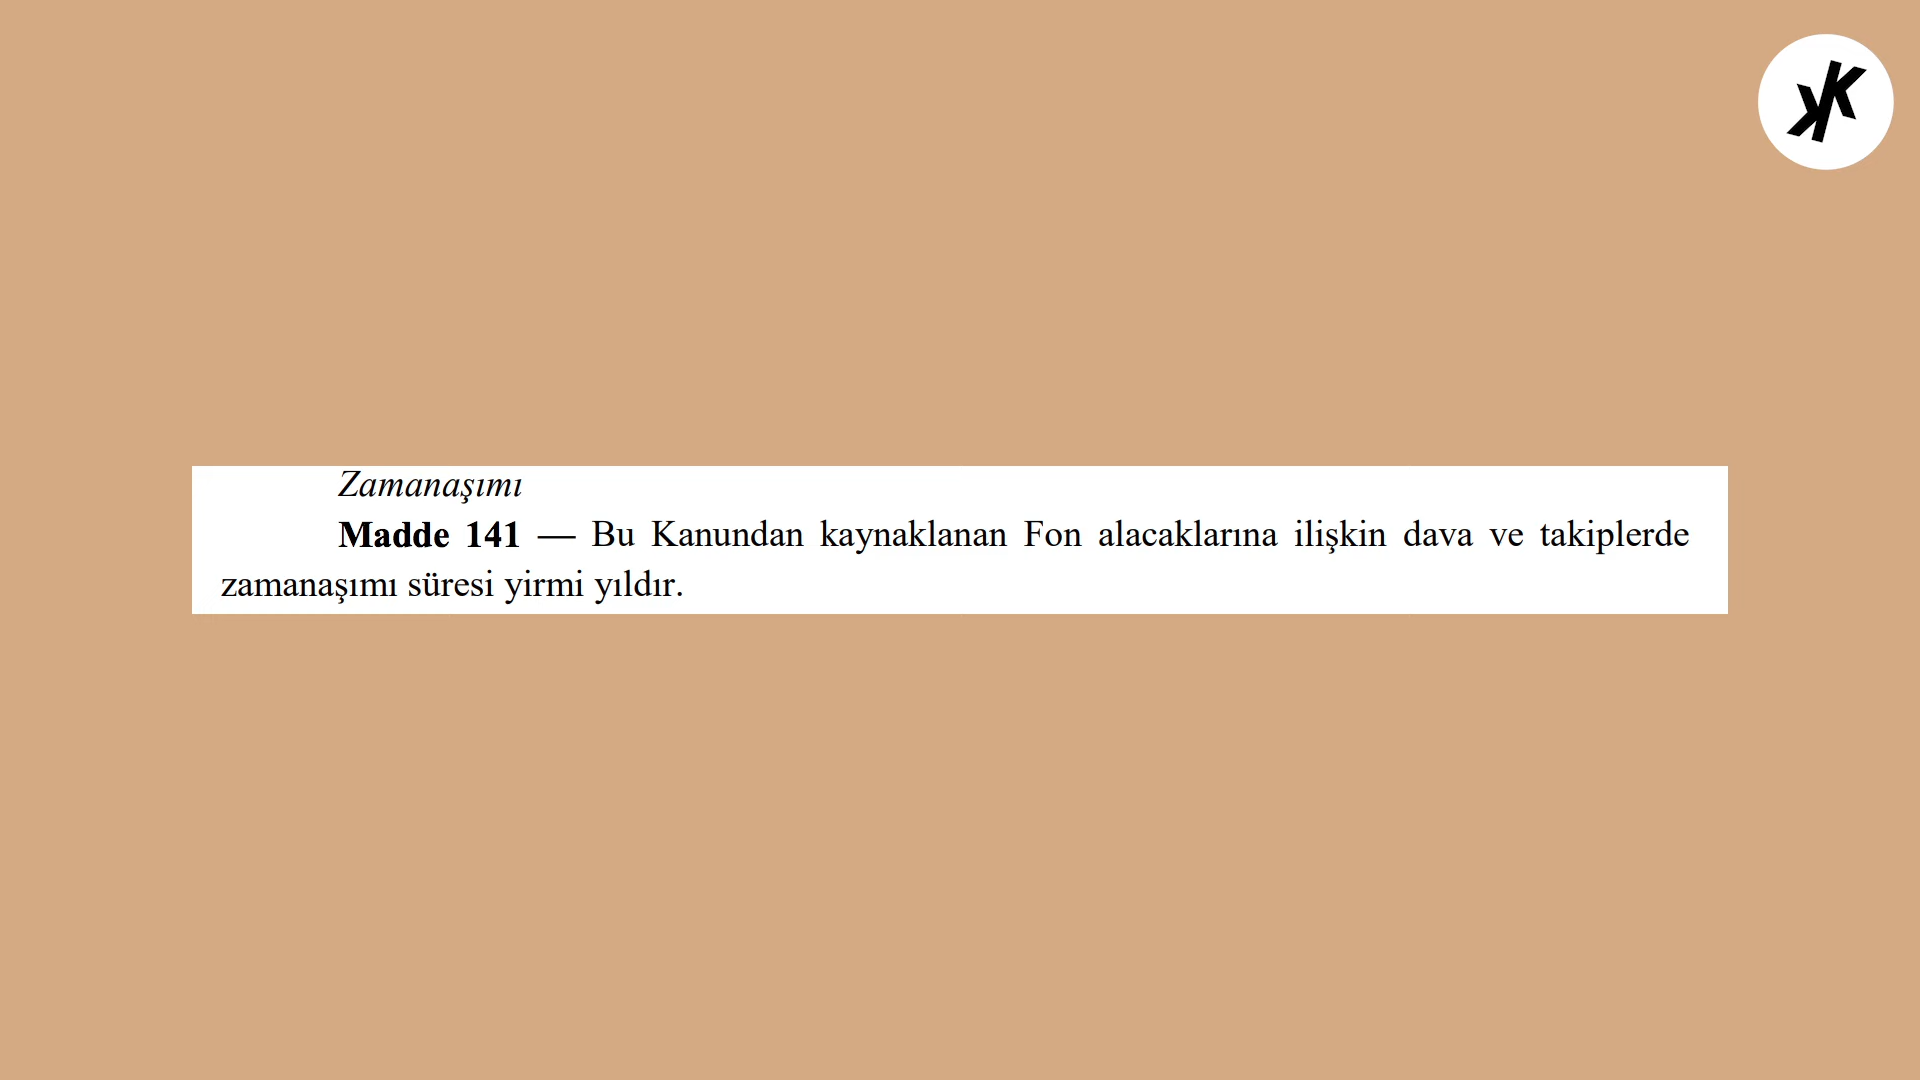 Zamanaşımı
Madde 141 — Bu Kanundan kaynaklanan Fon alacaklarına ilişkin dava ve takiplerde
zamanaşımı süresi yirmi yıldır.